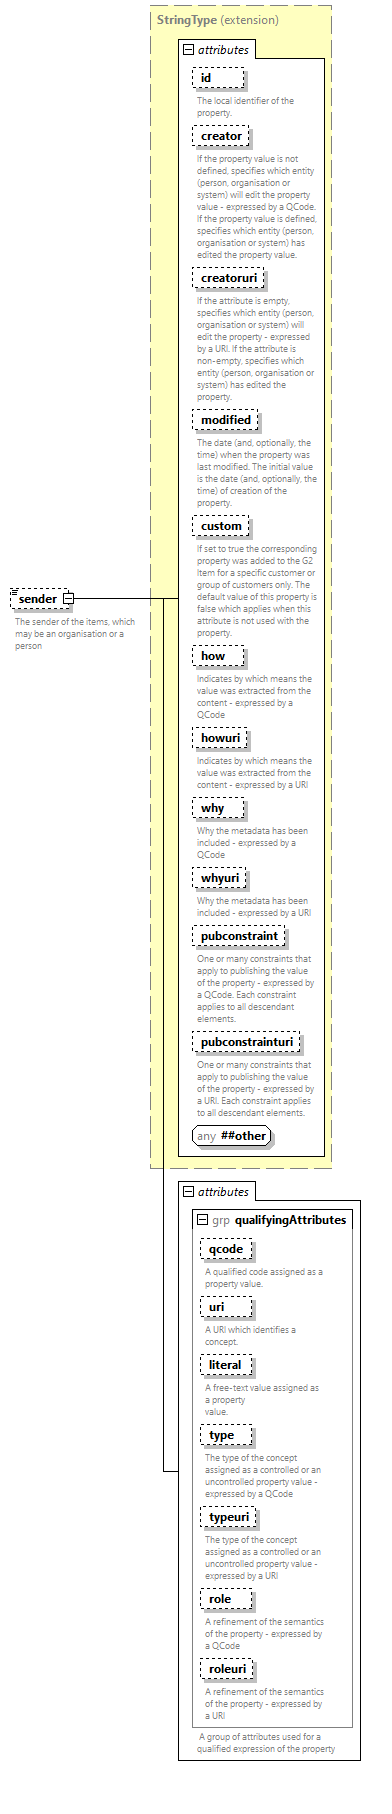 StringType (extension)
attributes
id
The local identifier of the
property.
creator
If the property value is not
defined, specifies which entity
(person, organisation or
system) will edit the property
value - expressed by a QCode.
If the property value is defined,
specifies which entity (person,
organisation or system) has
edited the property value.
creatoruri
If the attribute is empty,
specifies which entity (person,
organisation or system) will
edit the property - expressed
by a URI. If the attribute is
non-empty, specifies which
entity (person, organisation or
system) has edited the
property.
modified
The date (and, optionally, the
time) when the property was
last modified. The initial value
is the date (and, optionally, the
time) of creation of the
property.
custom
If set to true the corresponding
property was added to the G2
Item for a specific customer or
group of customers only. The
default value of this property is
false which applies when this
attribute is not used with the
property.
sender
The sender of the items, which
may be an organisation or a
person
how
Indicates by which means the
value was extracted from the
content - expressed by a
QCode
howuri
Indicates by which means the
value was extracted from the
content - expressed by a URI
why
Why the metadata has been
included - expressed by a
QCode
whyuri
Why the metadata has been
included - expressed by a URI
pubconstraint
One or many constraints that
apply to publishing the value
of the property - expressed by
a QCode. Each constraint
applies to all descendant
elements.
pubconstrainturi
One or many constraints that
apply to publishing the value
of the property - expressed by
a URI. Each constraint applies
to all descendant elements.
any ##other
attributes
grp qualifyingAttributes
qcode
A qualified code assigned as a
property value.
uri
A URI which identifies a
concept.
literal
A free-text value assigned as
a property
value.
type
The type of the concept
assigned as a controlled or an
uncontrolled property value -
expressed by a QCode
typeuri
The type of the concept
assigned as a controlled or an
uncontrolled property value -
expressed by a URI
role
A refinement of the semantics
of the property - expressed by
a QCode
roleuri
A refinement of the semantics
of the property - expressed by
a URI
A group of attributes used for a
qualified expression of the property